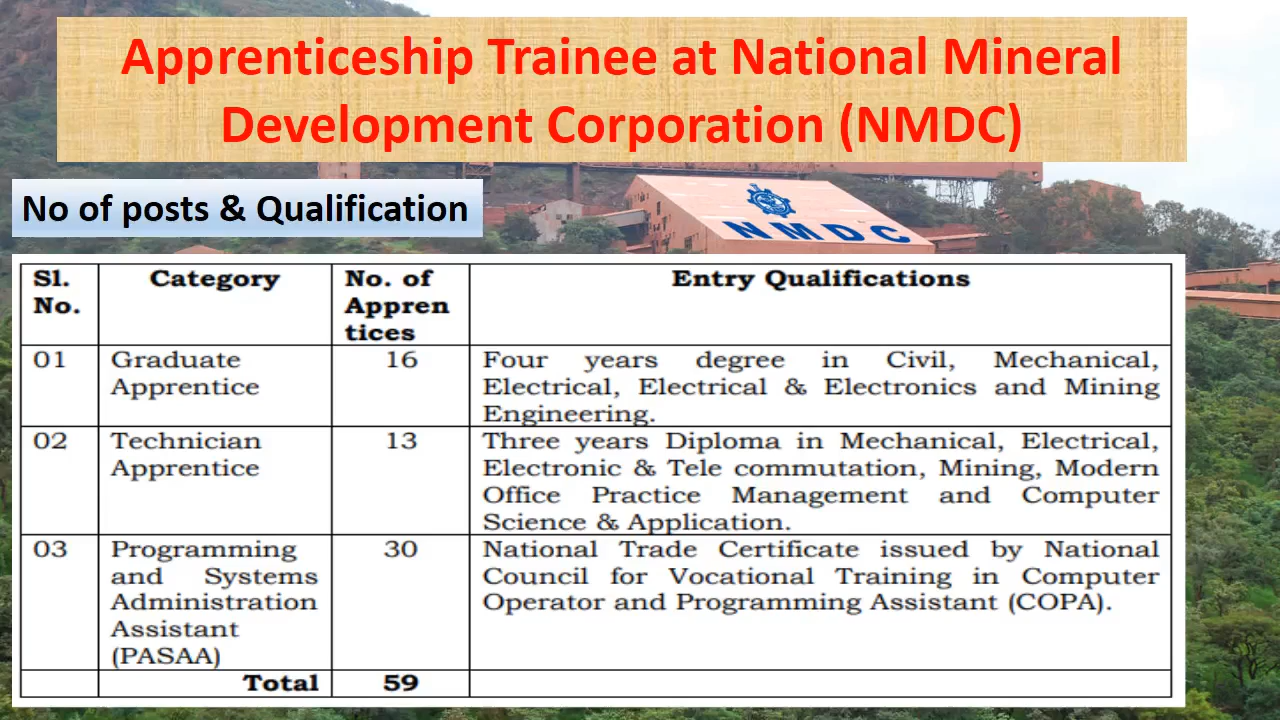 Apprenticeship Trainee at National Mineral
Development Corporation (NMDC)
No of posts & Qualification
NMDC
Sl. No. Category No. of Apprentices Entry Qualifications
01 Graduate Apprentice 16 Four years degree in Civil, Mechanical,
Electrical, Electrical & Electronics and Mining
Engineering.
02 Technician Apprentice 13 Three years Diploma in Mechanical, Electrical,
Electronic & Tele commutation, Mining, Modern
Office Practice Management and Computer
Science & Application.
03 Programming and Systems Administration Assistant (PASAA) 30 National Trade Certificate issued by National
Council for Vocational Training in Computer
Operator and Programming Assistant (COPA).
Total 59